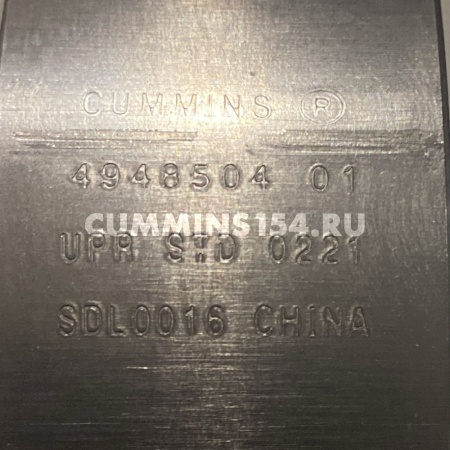 CUMMINS ®
4948504 01
CUMMINS154.RU
UPR STD 0221
SDL0016 CHINA